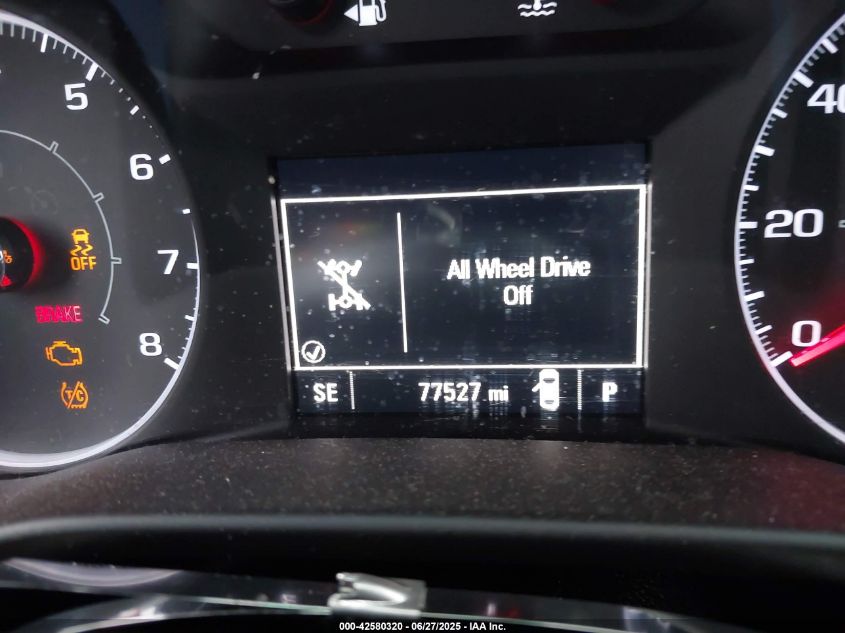 5
6
7
8
OFF
BRAKE
TC
All Wheel Drive
Off
SE 77527 mi P
40
20
0
000-42580320 - 06/27/2025 - IAA Inc.